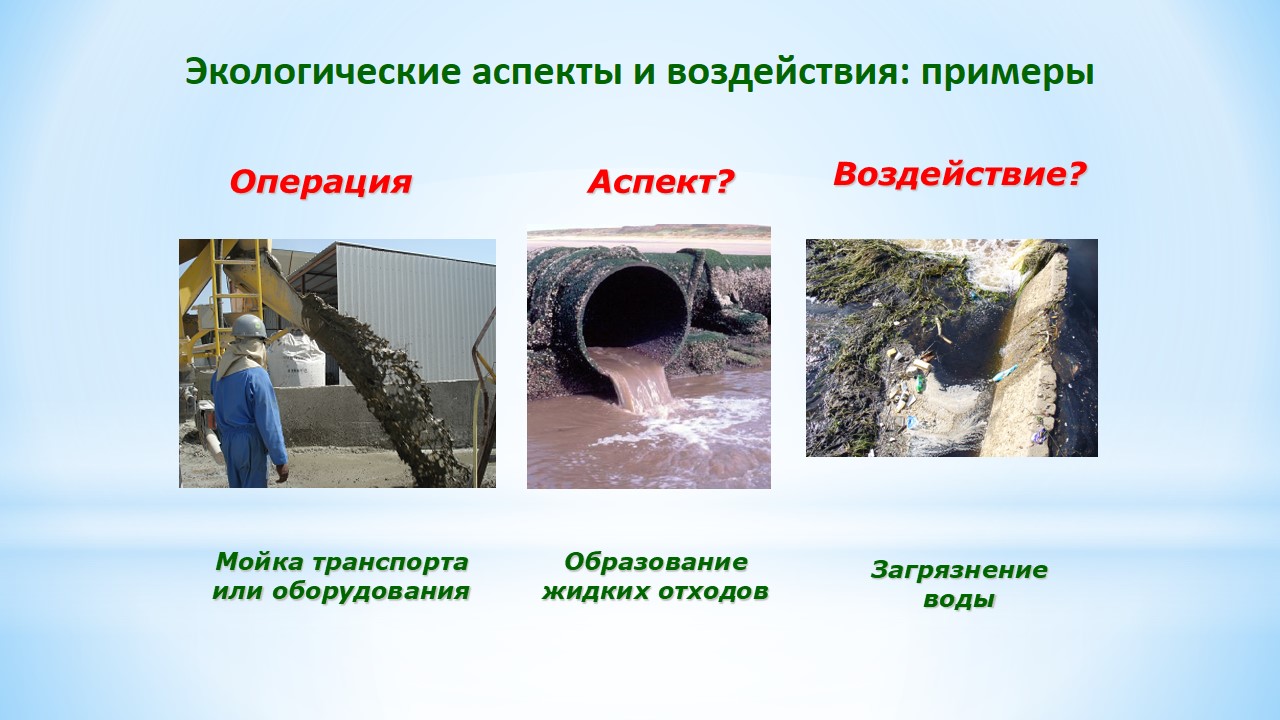 Экологические аспекты и воздействия: примеры
Операция
Аспект?
Воздействие?
Мойка транспорта
или оборудования
Образование
жидких отходов
Загрязнение
воды